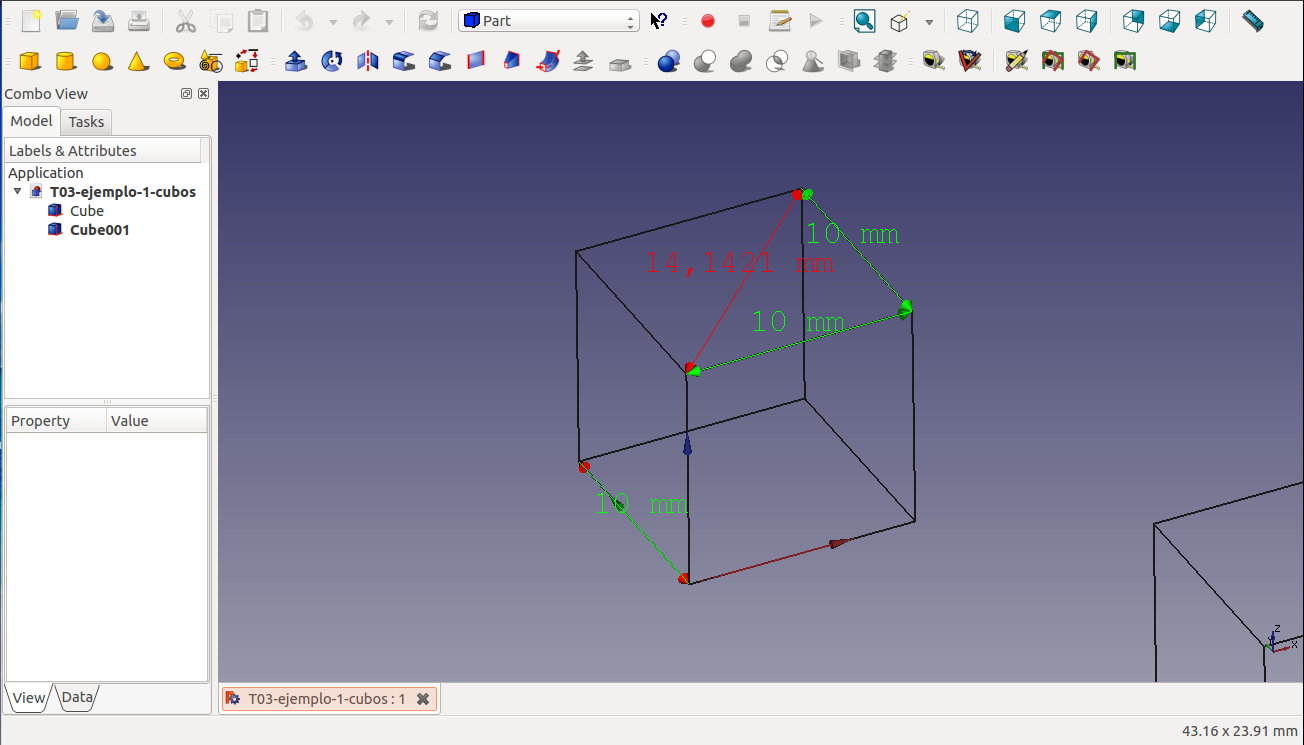 Part
Combo View
Model
Tasks
Labels & Attributes
Application
T03-ejemplo-1-cubos
Cube
Cube001
Property
Value
View
Data
10 mm
14,1421 mm
10 mm
10 mm
z
Y
x
T03-ejemplo-1-cubos : 1
43.16 x 23.91 mm